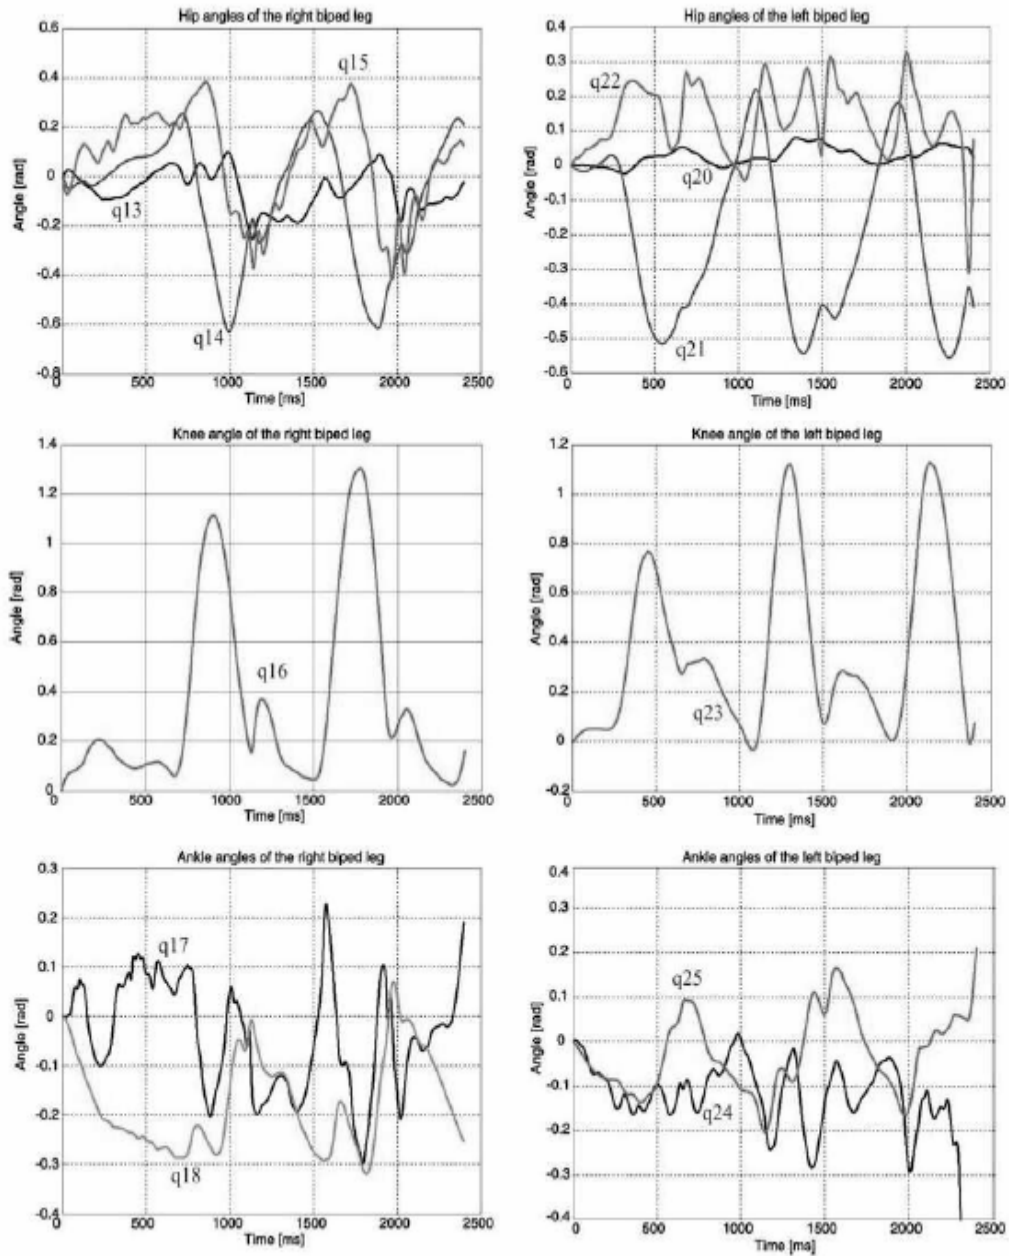 Hip angles of the right biped leg
0.6
0.4
0.2
0
-0.2
-0.4
-0.6
-0.8
Angle [rad]
q15
q13
q14
0
500
1000
1500
2000
2500
Time [ms]
Hip angles of the left biped leg
0.4
0.3
0.2
0.1
0
-0.1
-0.2
-0.3
-0.4
-0.5
-0.6
Angle [rad]
q22
q20
q21
0
500
1000
1500
2000
2500
Time [ms]
Knee angle of the right biped leg
1.4
1.2
1
0.8
0.6
0.4
0.2
0
Angle [rad]
q16
0
500
1000
1500
2000
2500
Time [ms]
Knee angle of the left biped leg
1.2
1
0.8
0.6
0.4
0.2
0
-0.2
Angle [rad]
q23
0
500
1000
1500
2000
2500
Time [ms]
Ankle angles of the right biped leg
0.3
0.2
0.1
0
-0.1
-0.2
-0.3
-0.4
Angle [rad]
q17
q18
0
500
1000
1500
2000
2500
Time [ms]
Ankle angles of the left biped leg
0.4
0.3
0.2
0.1
0
-0.1
-0.2
-0.3
-0.4
Angle [rad]
q25
q24
0
500
1000
1500
2000
2500
Time [ms]